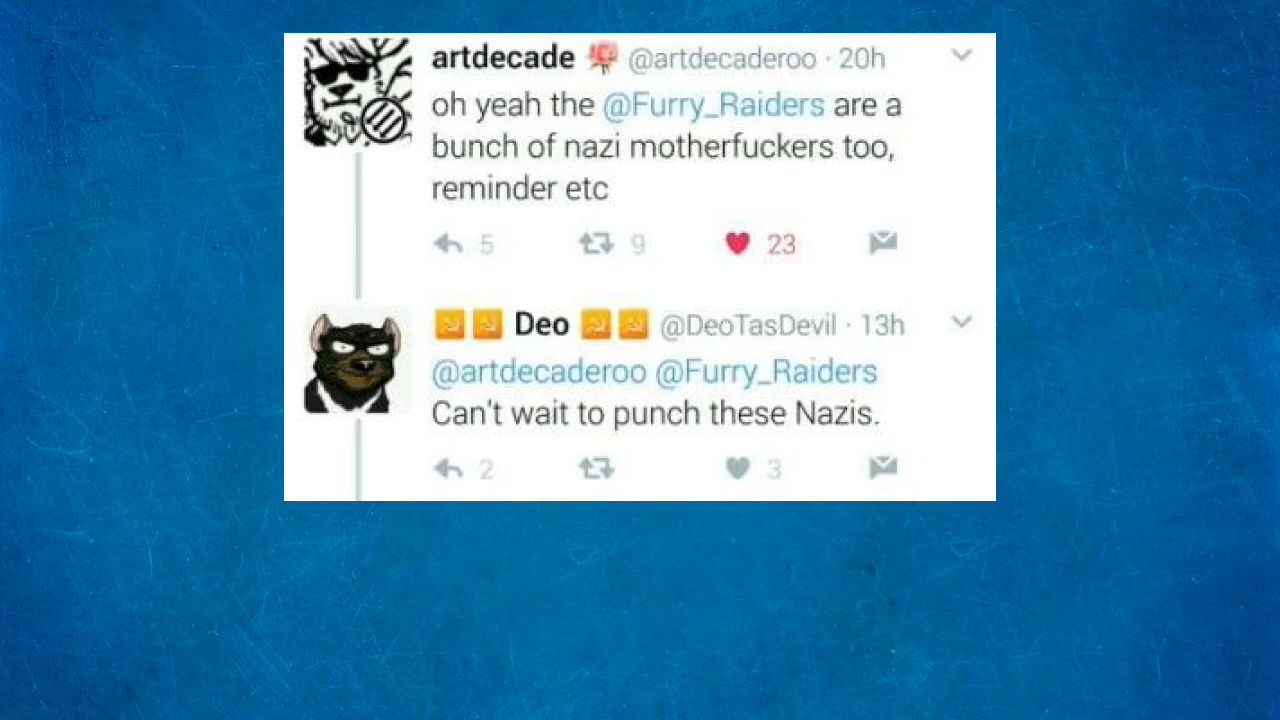 artdecade 🌹 @artdecaderoo · 20h
oh yeah the @Furry_Raiders are a
bunch of nazi motherfuckers too,
reminder etc
5 9 23
☭☭ Deo ☭☭ @DeoTasDevil · 13h
@artdecaderoo @Furry_Raiders
Can't wait to punch these Nazis.
2 3